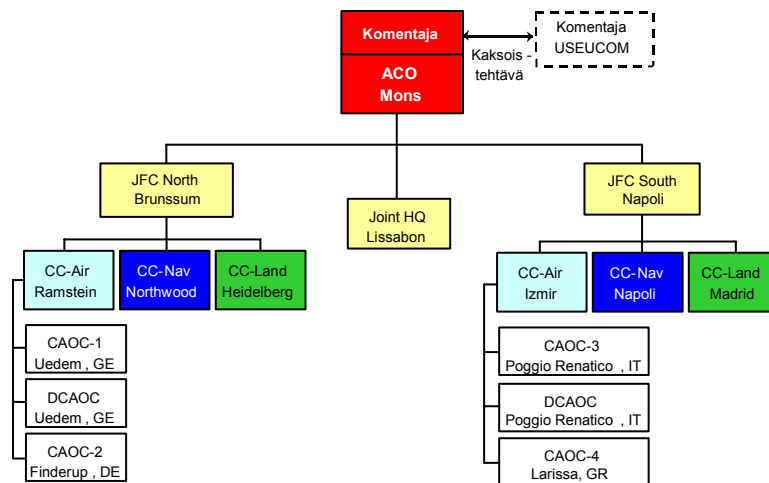 Komentaja
ACO
Mons
Kaksois -
tehtävä
Komentaja
USEUCOM
JFC North
Brunssum
Joint HQ
Lissabon
JFC South
Napoli
CC-Air
Ramstein
CC-Nav
Northwood
CC-Land
Heidelberg
CC-Air
Izmir
CC-Nav
Napoli
CC-Land
Madrid
CAOC-1
Uedem , GE
DCAOC
Uedem , GE
CAOC-2
Finderup , DE
CAOC-3
Poggio Renatico , IT
DCAOC
Poggio Renatico , IT
CAOC-4
Larissa, GR